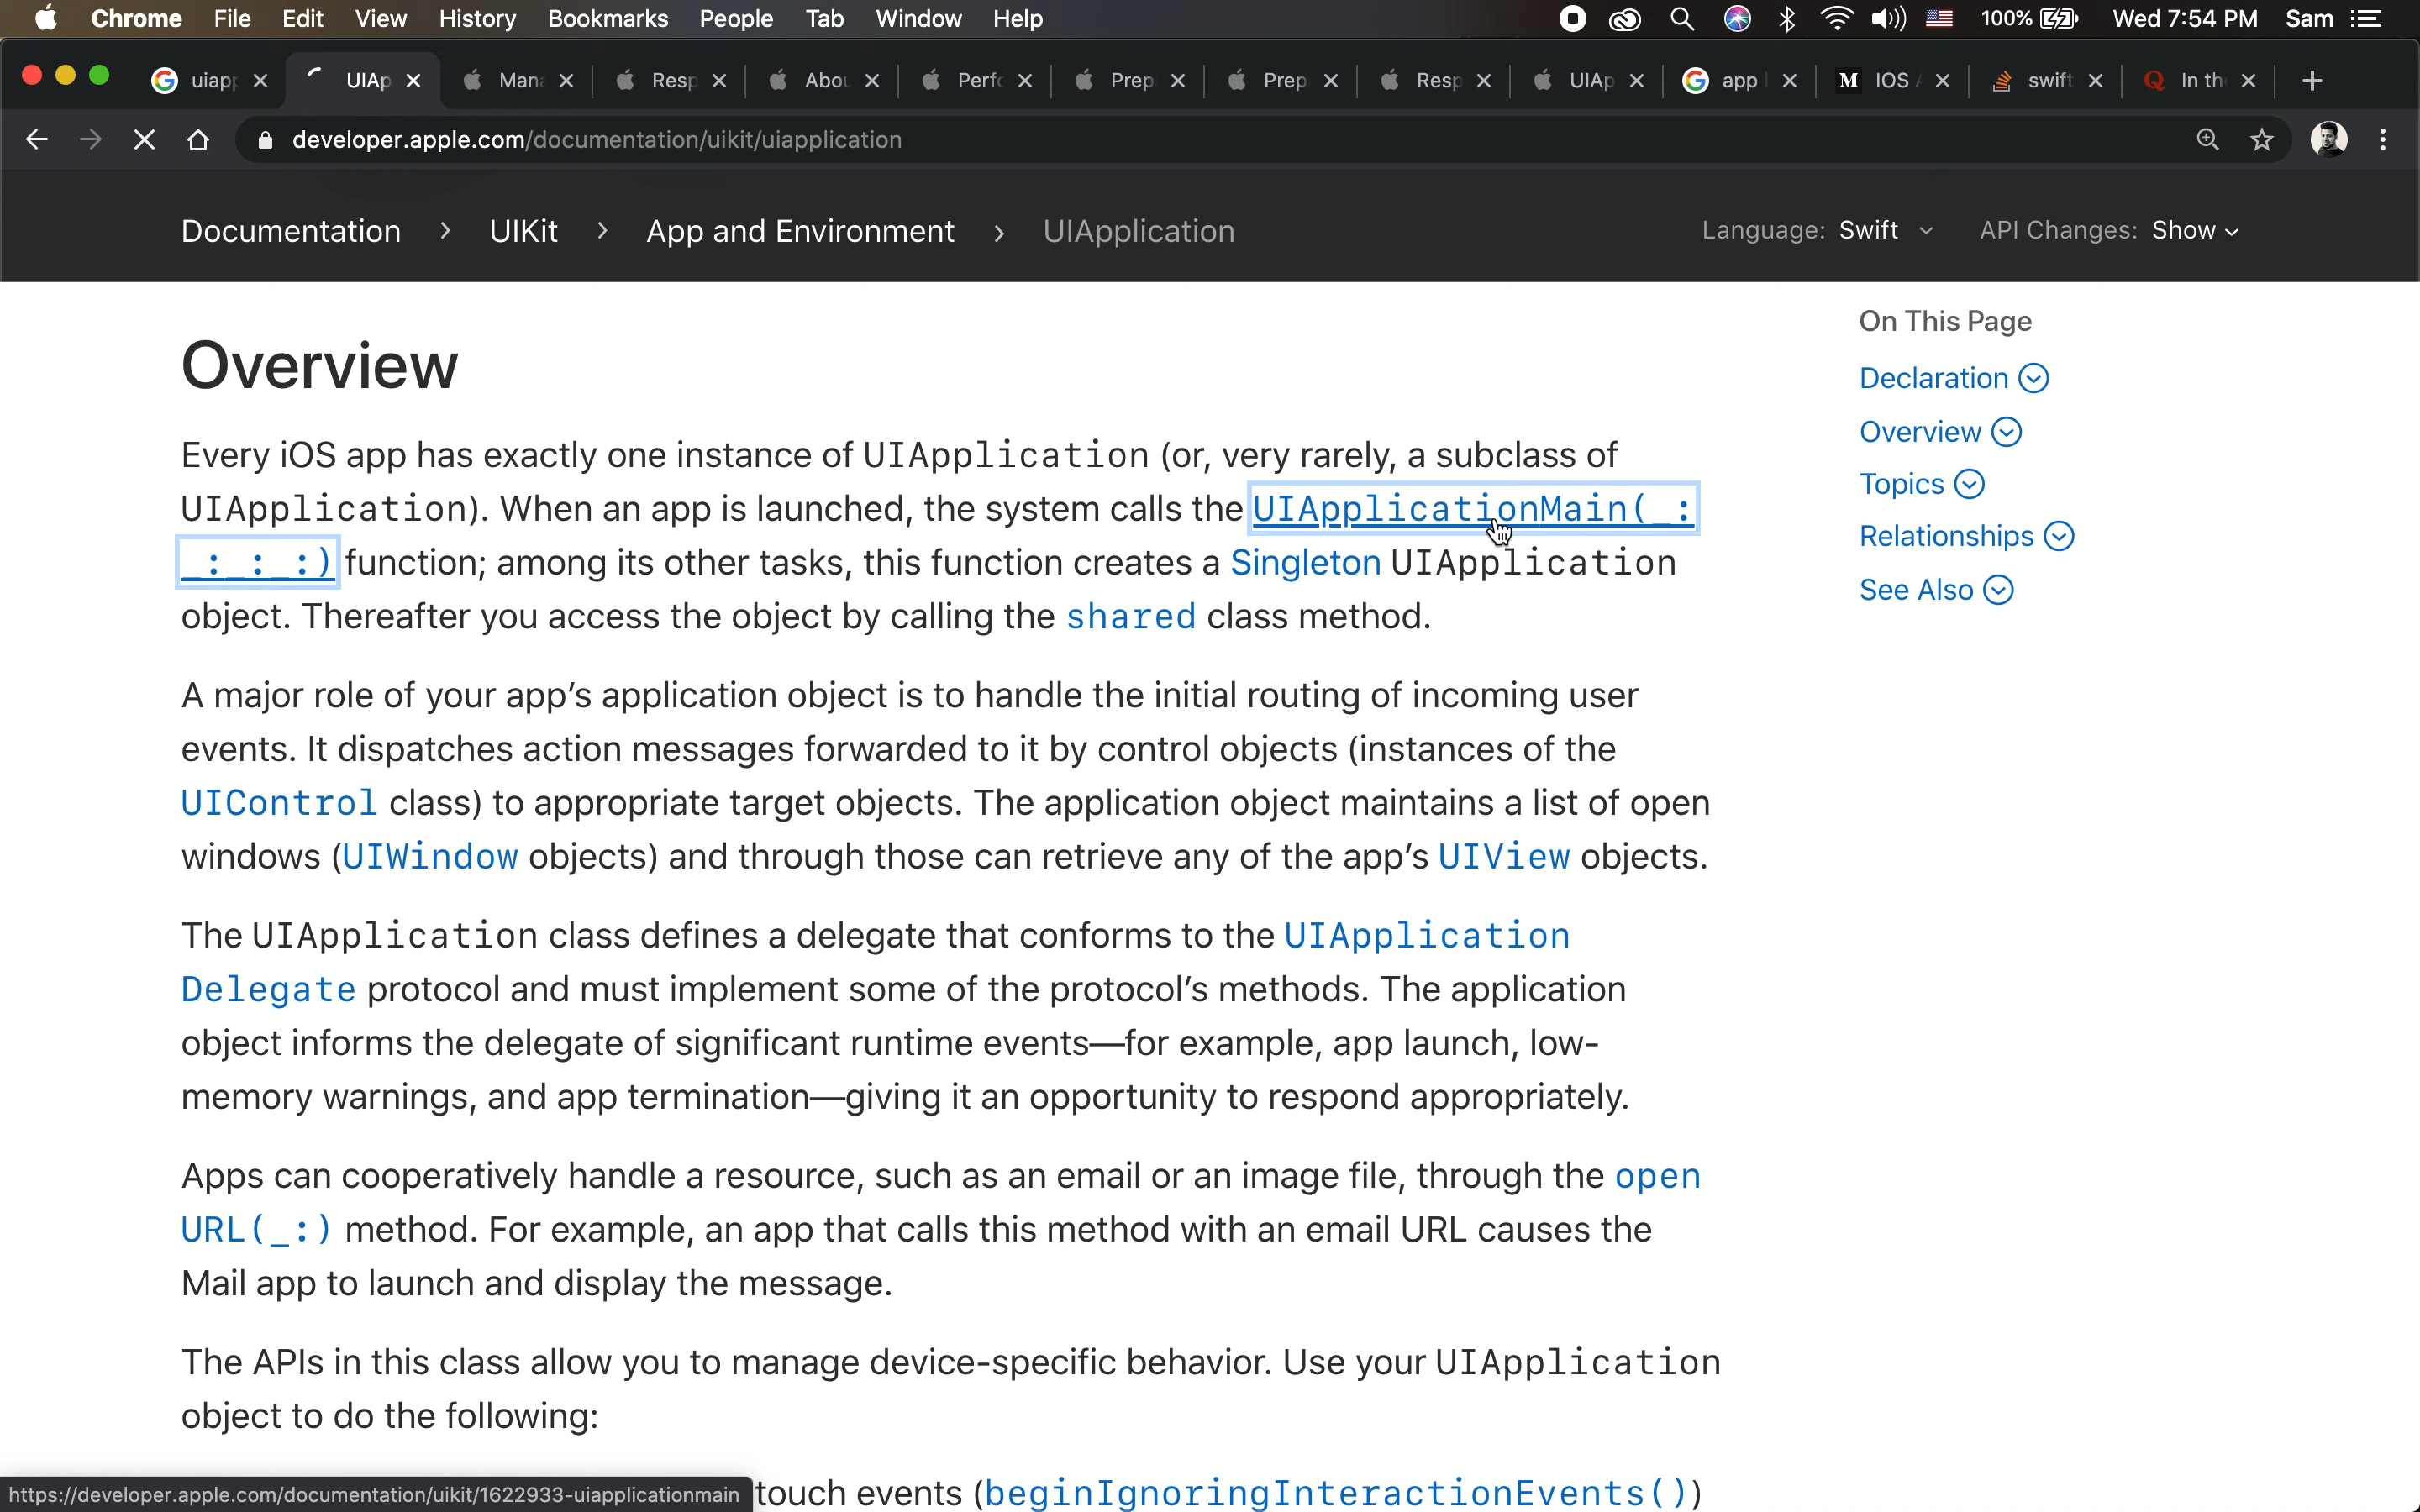 Chrome File Edit View History Bookmarks People Tab Window Help 100% Wed 7:54 PM Sam
uiapp UIAp Mana Resp Abou Perfo Prep Prep Resp UIAp app M IOS A swift Q In th
developer.apple.com/documentation/uikit/uiapplication
Documentation > UIKit > App and Environment > UIApplication Language: Swift API Changes: Show
On This Page
Declaration
Overview
Topics
Relationships
See Also
Overview
Every iOS app has exactly one instance of UIApplication (or, very rarely, a subclass of
UIApplication). When an app is launched, the system calls the UIApplicationMain(_:
_:_:_:) function; among its other tasks, this function creates a Singleton UIApplication
object. Thereafter you access the object by calling the shared class method.
A major role of your app’s application object is to handle the initial routing of incoming user
events. It dispatches action messages forwarded to it by control objects (instances of the
UIControl class) to appropriate target objects. The application object maintains a list of open
windows (UIWindow objects) and through those can retrieve any of the app’s UIView objects.
The UIApplication class defines a delegate that conforms to the UIApplication
Delegate protocol and must implement some of the protocol’s methods. The application
object informs the delegate of significant runtime events—for example, app launch, low-
memory warnings, and app termination—giving it an opportunity to respond appropriately.
Apps can cooperatively handle a resource, such as an email or an image file, through the open
URL(_:) method. For example, an app that calls this method with an email URL causes the
Mail app to launch and display the message.
The APIs in this class allow you to manage device-specific behavior. Use your UIApplication
object to do the following:
touch events (beginIgnoringInteractionEvents())
https://developer.apple.com/documentation/uikit/1622933-uiapplicationmain